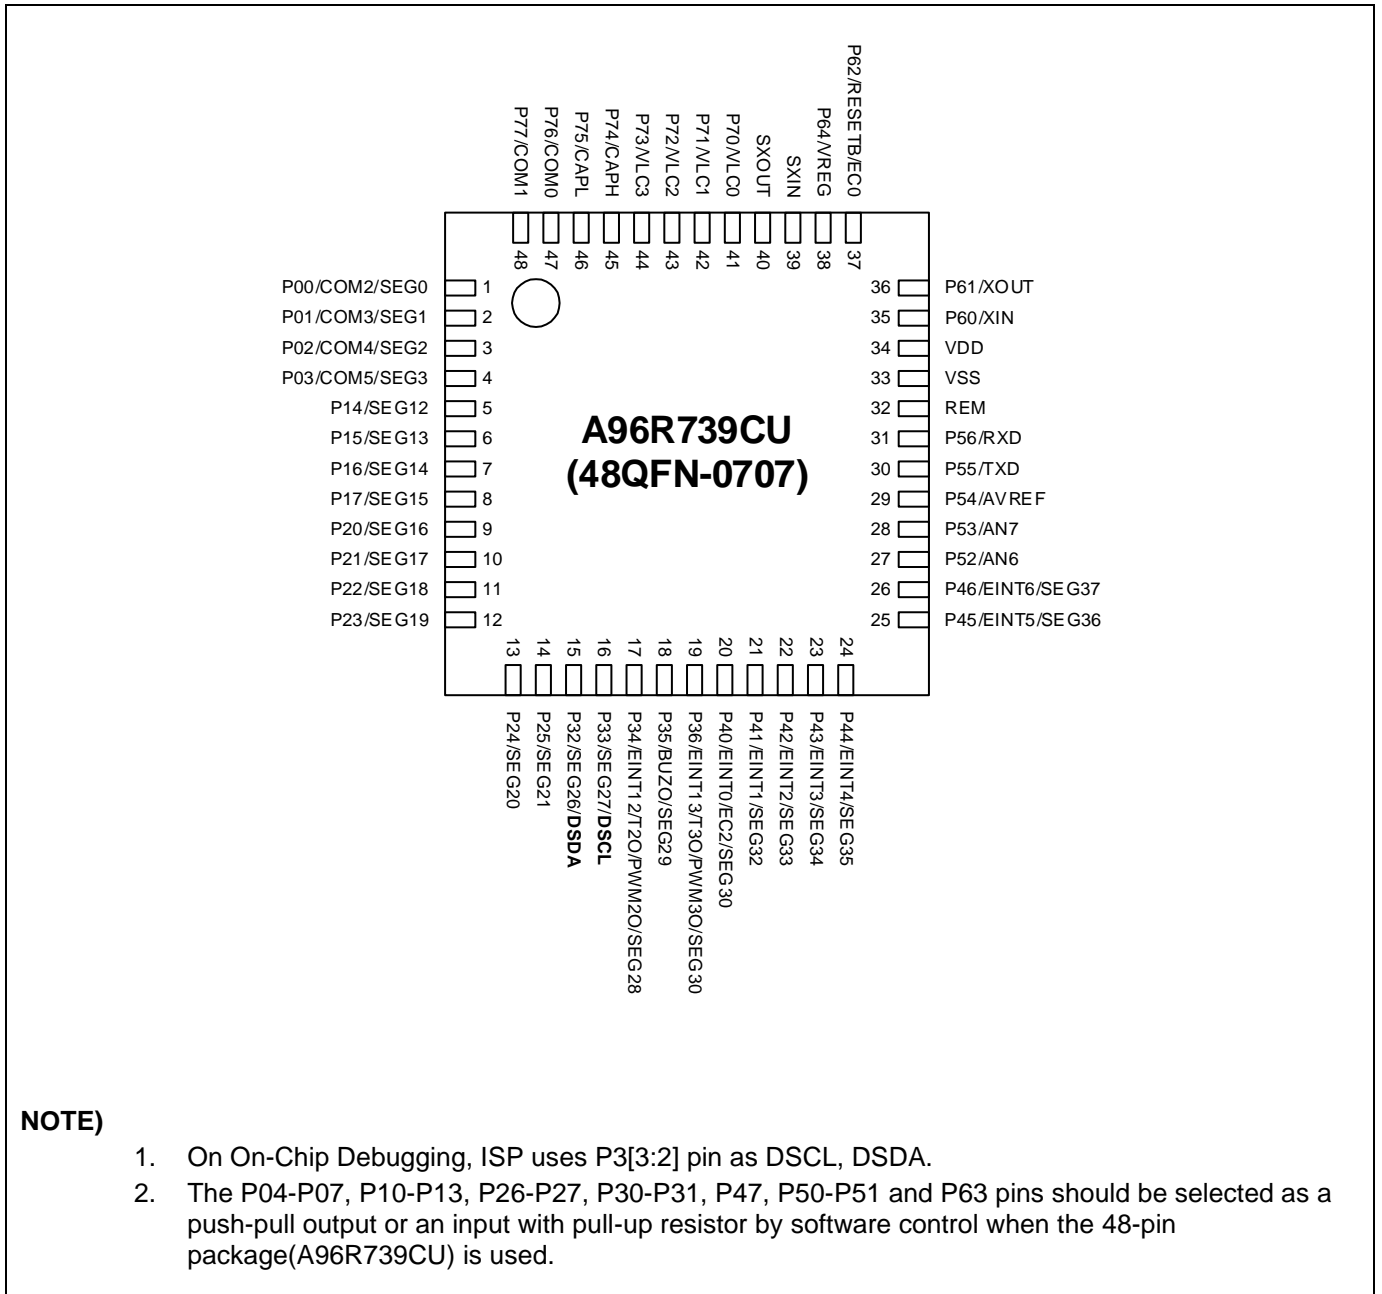 P77/COM1
P76/COM0
P75/CAPL
P74/CAPH
P73/VLC3
P72/VLC2
P71/VLC1
P70/VLC0
SXOUT
SXIN
P64/VREG
P62/RESETB/EC0
48
47
46
45
44
43
42
41
40
39
38
37
P00/COM2/SEG0 1
P01/COM3/SEG1 2
P02/COM4/SEG2 3
P03/COM5/SEG3 4
P14/SEG12 5
P15/SEG13 6
P16/SEG14 7
P17/SEG15 8
P20/SEG16 9
P21/SEG17 10
P22/SEG18 11
P23/SEG19 12
A96R739CU
(48QFN-0707)
36 P61/XOUT
35 P60/XIN
34 VDD
33 VSS
32 REM
31 P56/RXD
30 P55/TXD
29 P54/AVREF
28 P53/AN7
27 P52/AN6
26 P46/EINT6/SEG37
25 P45/EINT5/SEG36
13
14
15
16
17
18
19
20
21
22
23
24
P24/SEG20
P25/SEG21
P32/SEG26/DSDA
P33/SEG27/DSCL
P34/EINT12/T2O/PWM2O/SEG28
P35/BUZO/SEG29
P36/EINT13/T3O/PWM3O/SEG30
P40/EINT0/EC2/SEG30
P41/EINT1/SEG32
P42/EINT2/SEG33
P43/EINT3/SEG34
P44/EINT4/SEG35
NOTE)
1. On On-Chip Debugging, ISP uses P3[3:2] pin as DSCL, DSDA.
2. The P04-P07, P10-P13, P26-P27, P30-P31, P47, P50-P51 and P63 pins should be selected as a
push-pull output or an input with pull-up resistor by software control when the 48-pin
package(A96R739CU) is used.